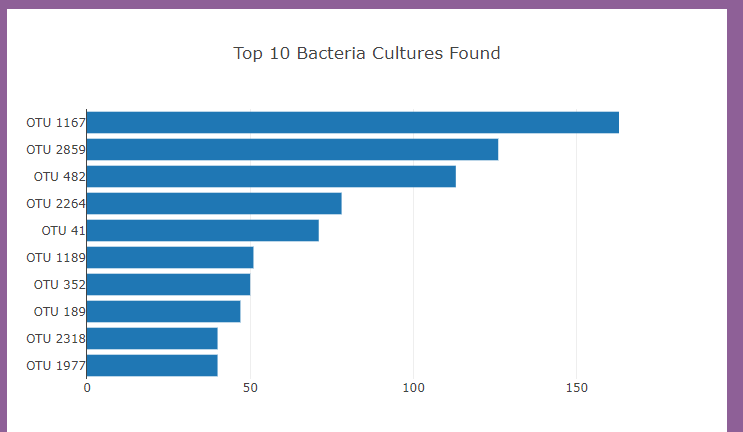 Top 10 Bacteria Cultures Found
OTU 1167
OTU 2859
OTU 482
OTU 2264
OTU 41
OTU 1189
OTU 352
OTU 189
OTU 2318
OTU 1977
0 50 100 150